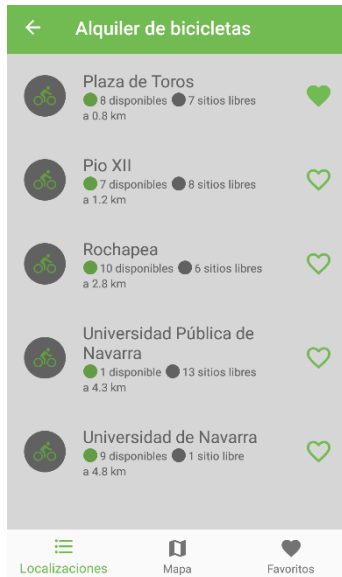 Alquiler de bicicletas
Plaza de Toros
8 disponibles 7 sitios libres
a 0.8 km
Pio XII
7 disponibles 8 sitios libres
a 1.2 km
Rochapea
10 disponibles 6 sitios libres
a 2.8 km
Universidad Pública de
Navarra
1 disponible 13 sitios libres
a 4.3 km
Universidad de Navarra
9 disponibles 1 sitio libre
a 4.8 km
Localizaciones Mapa Favoritos